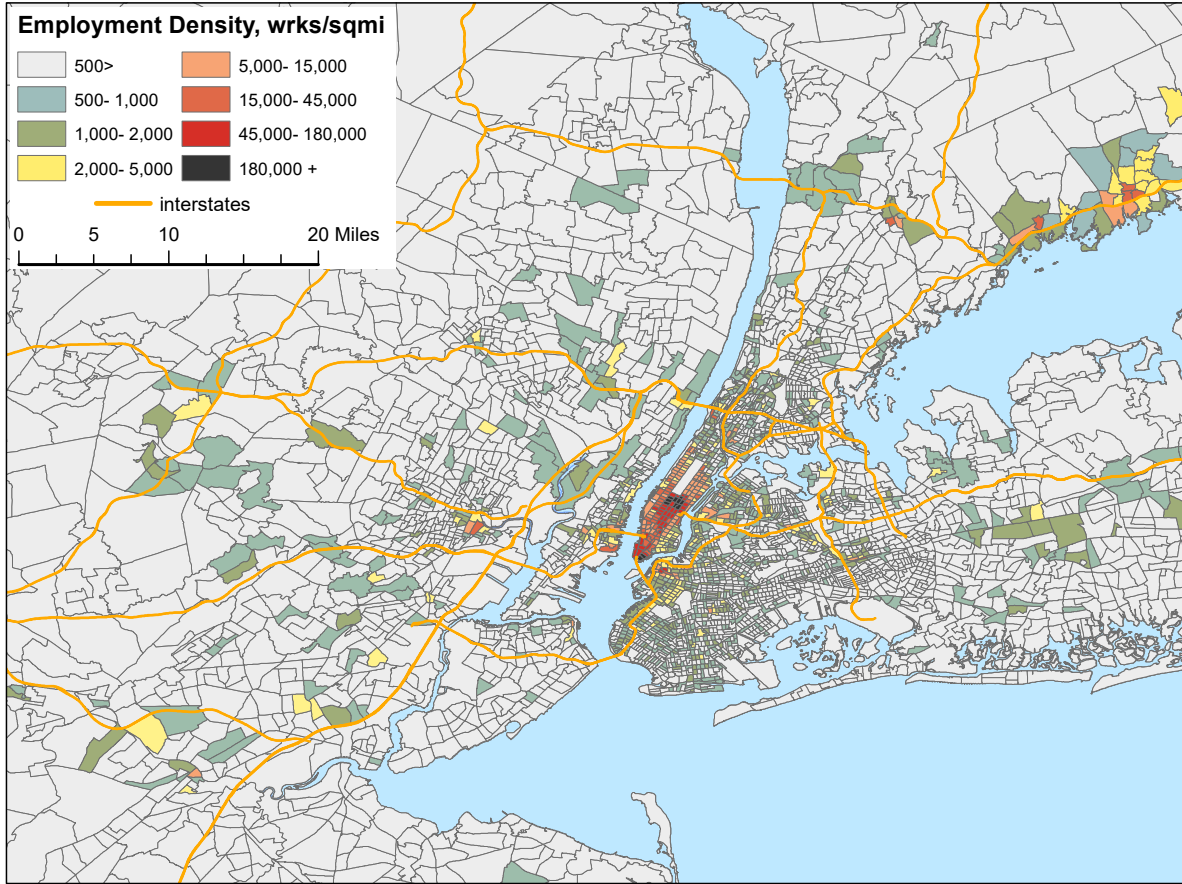 Employment Density, wrks/sqmi
500>
500- 1,000
1,000- 2,000
2,000- 5,000
5,000- 15,000
15,000- 45,000
45,000- 180,000
180,000 +
interstates
0 5 10 20 Miles